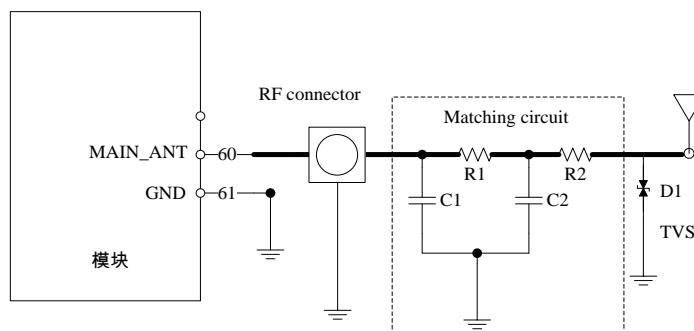 RF connector
Matching circuit
MAIN_ANT
60
R1
R2
GND
61
C1
C2
D1
TVS
模块